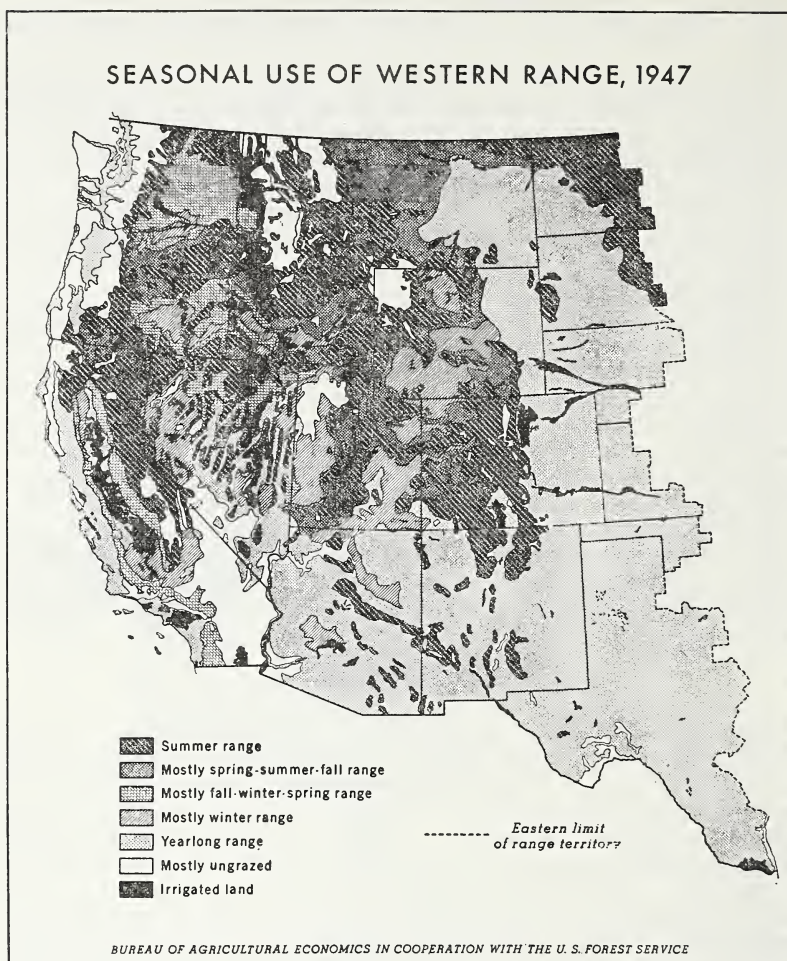 SEASONAL USE OF WESTERN RANGE, 1947
Summer range
Mostly spring-summer-fall range
Mostly fall-winter-spring range
Mostly winter range
Yearlong range
Mostly ungrazed
Irrigated land
Eastern limit
of range territory
BUREAU OF AGRICULTURAL ECONOMICS IN COOPERATION WITH THE U. S. FOREST SERVICE